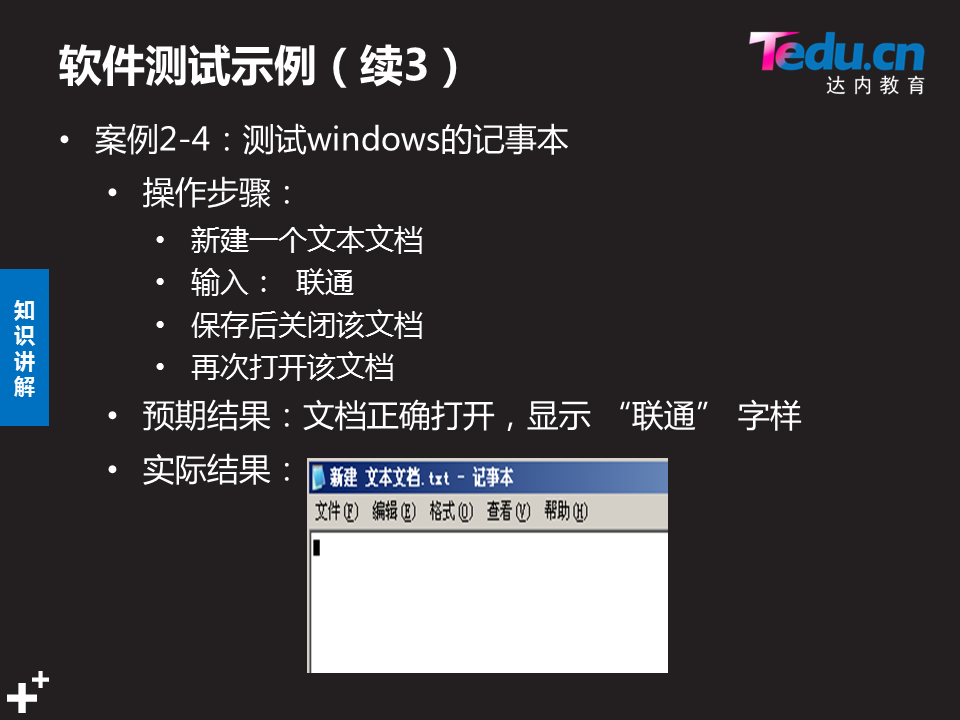 软件测试示例（续3）
Tedu.cn
达内教育
• 案例2-4：测试windows的记事本
• 操作步骤：
• 新建一个文本文档
• 输入： 联通
• 保存后关闭该文档
• 再次打开该文档
• 预期结果：文档正确打开，显示 “联通” 字样
• 实际结果：
新建 文本文档.txt - 记事本
文件(F) 编辑(E) 格式(O) 查看(V) 帮助(H)
知识讲解